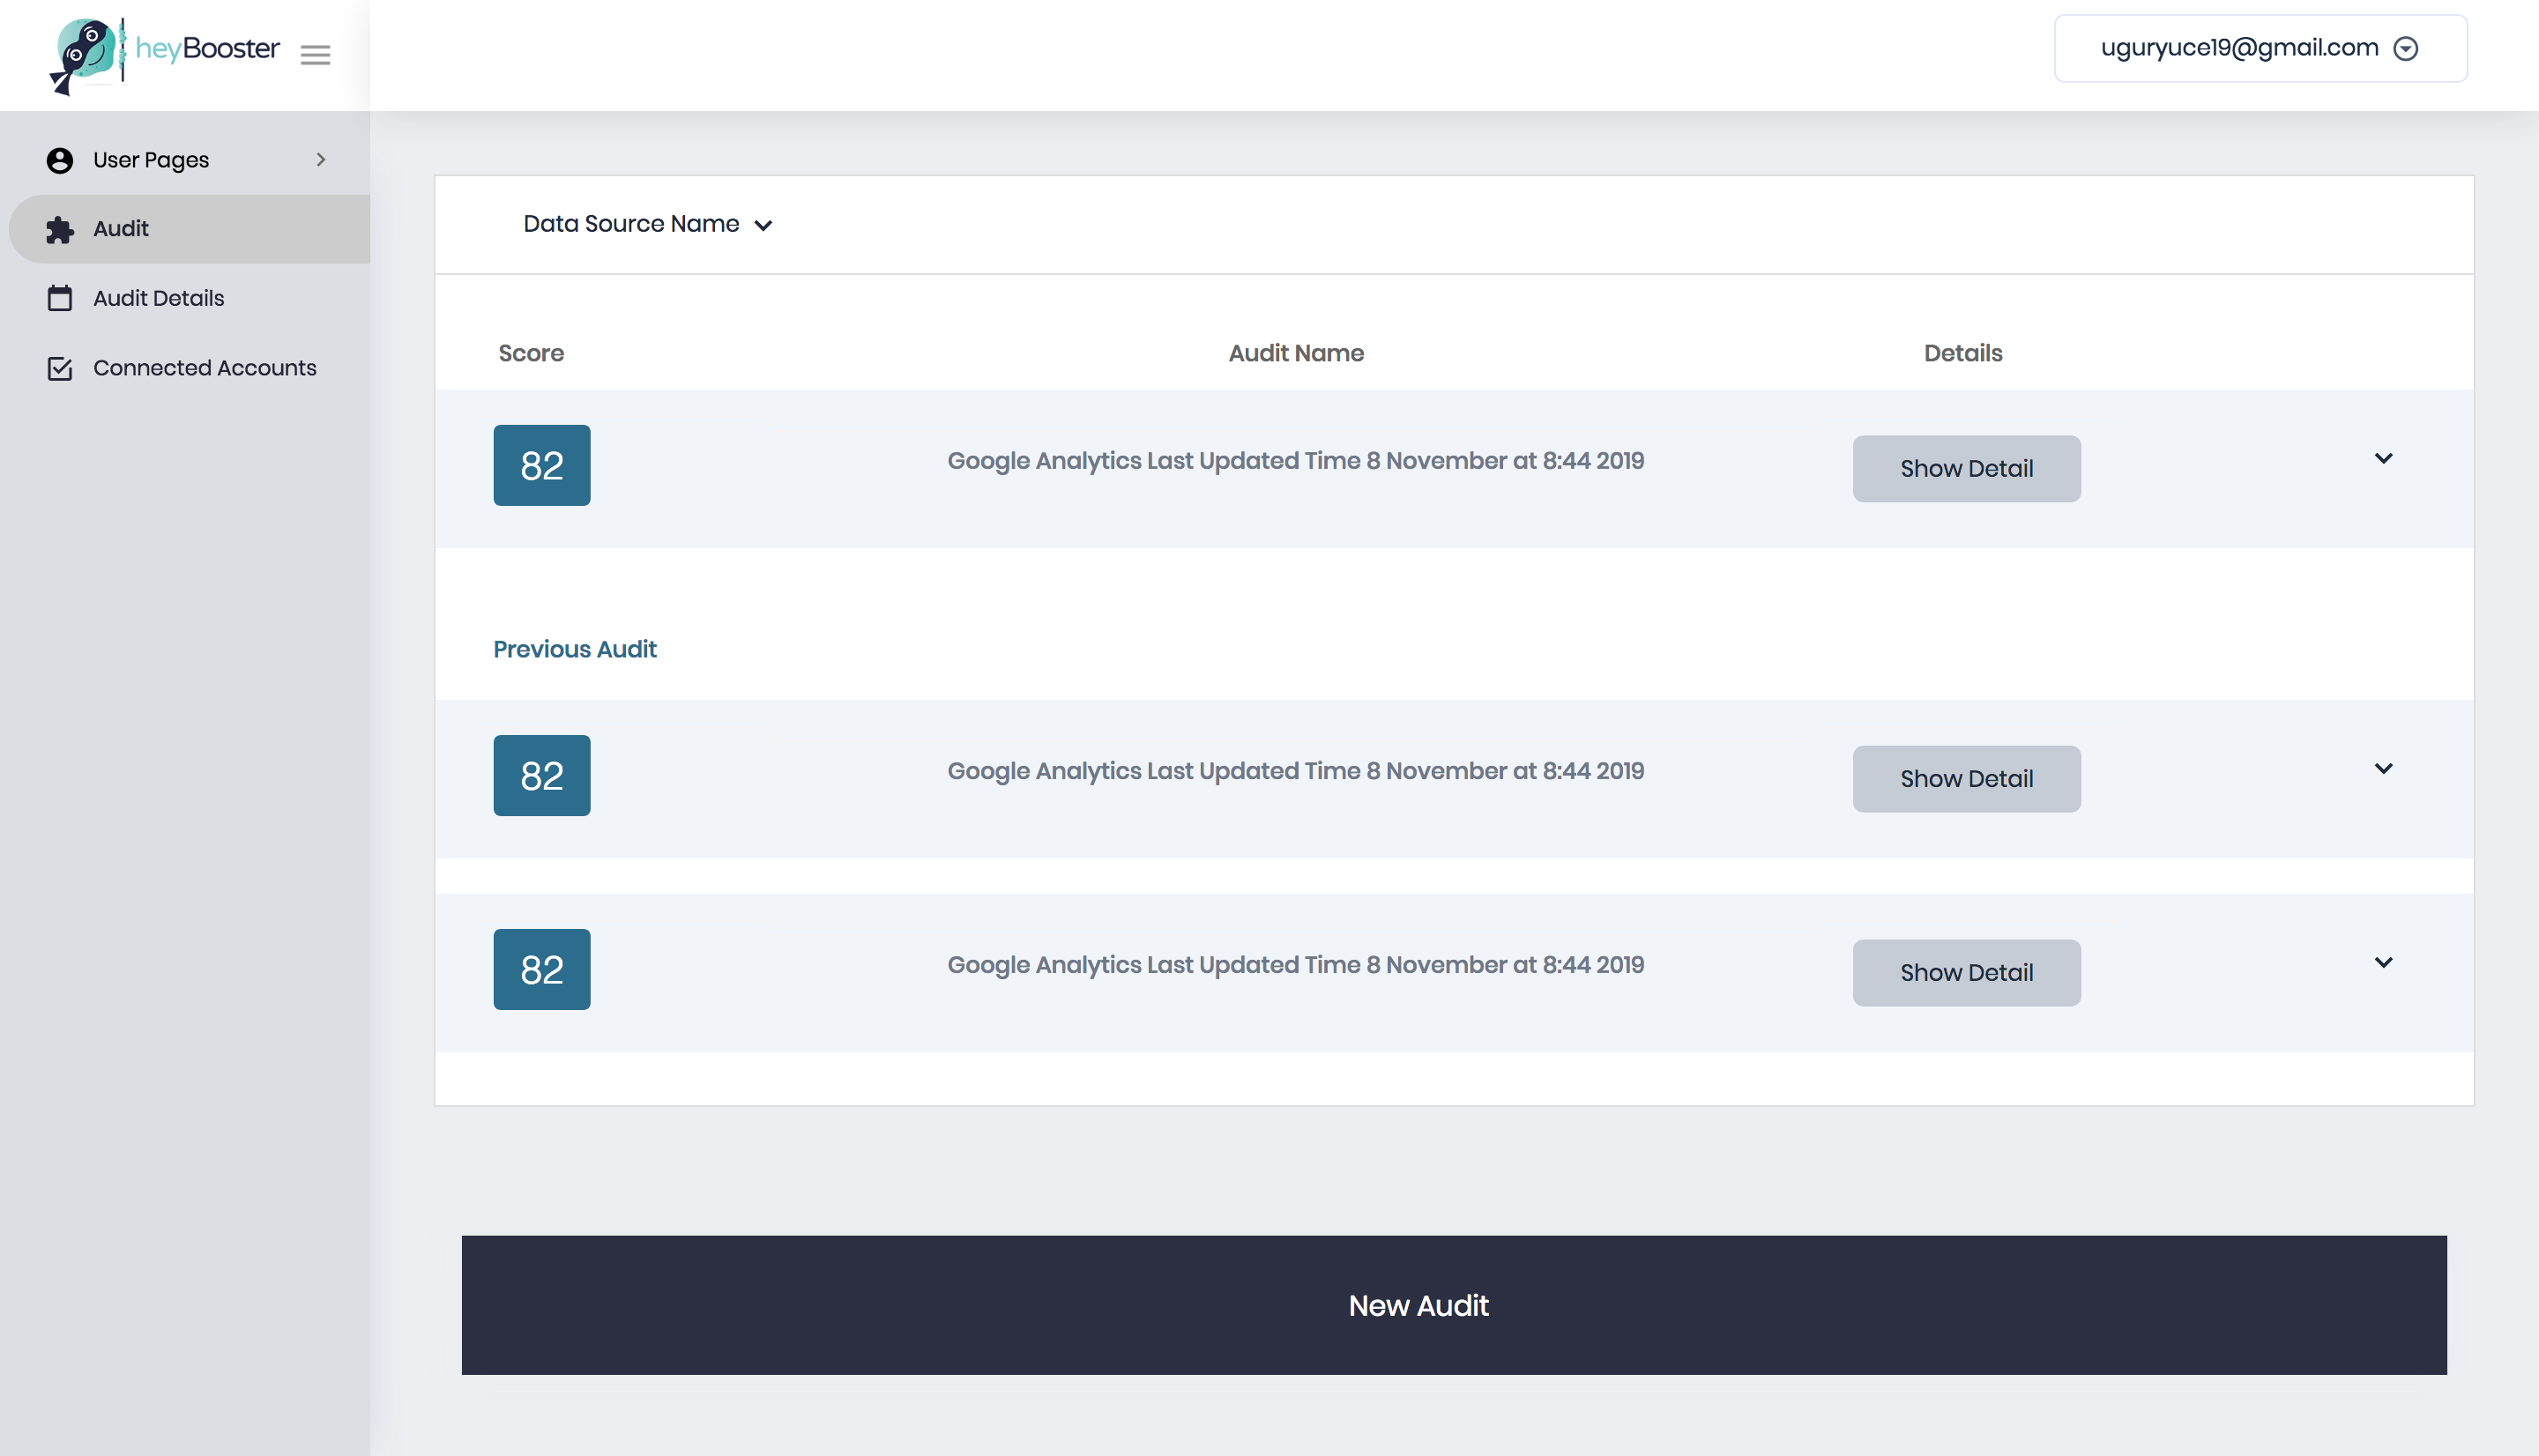 heyBooster
uguryuce19@gmail.com
User Pages
Audit
Audit Details
Connected Accounts
Data Source Name
Score Audit Name Details
82 Google Analytics Last Updated Time 8 November at 8:44 2019 Show Detail
Previous Audit
82 Google Analytics Last Updated Time 8 November at 8:44 2019 Show Detail
82 Google Analytics Last Updated Time 8 November at 8:44 2019 Show Detail
New Audit